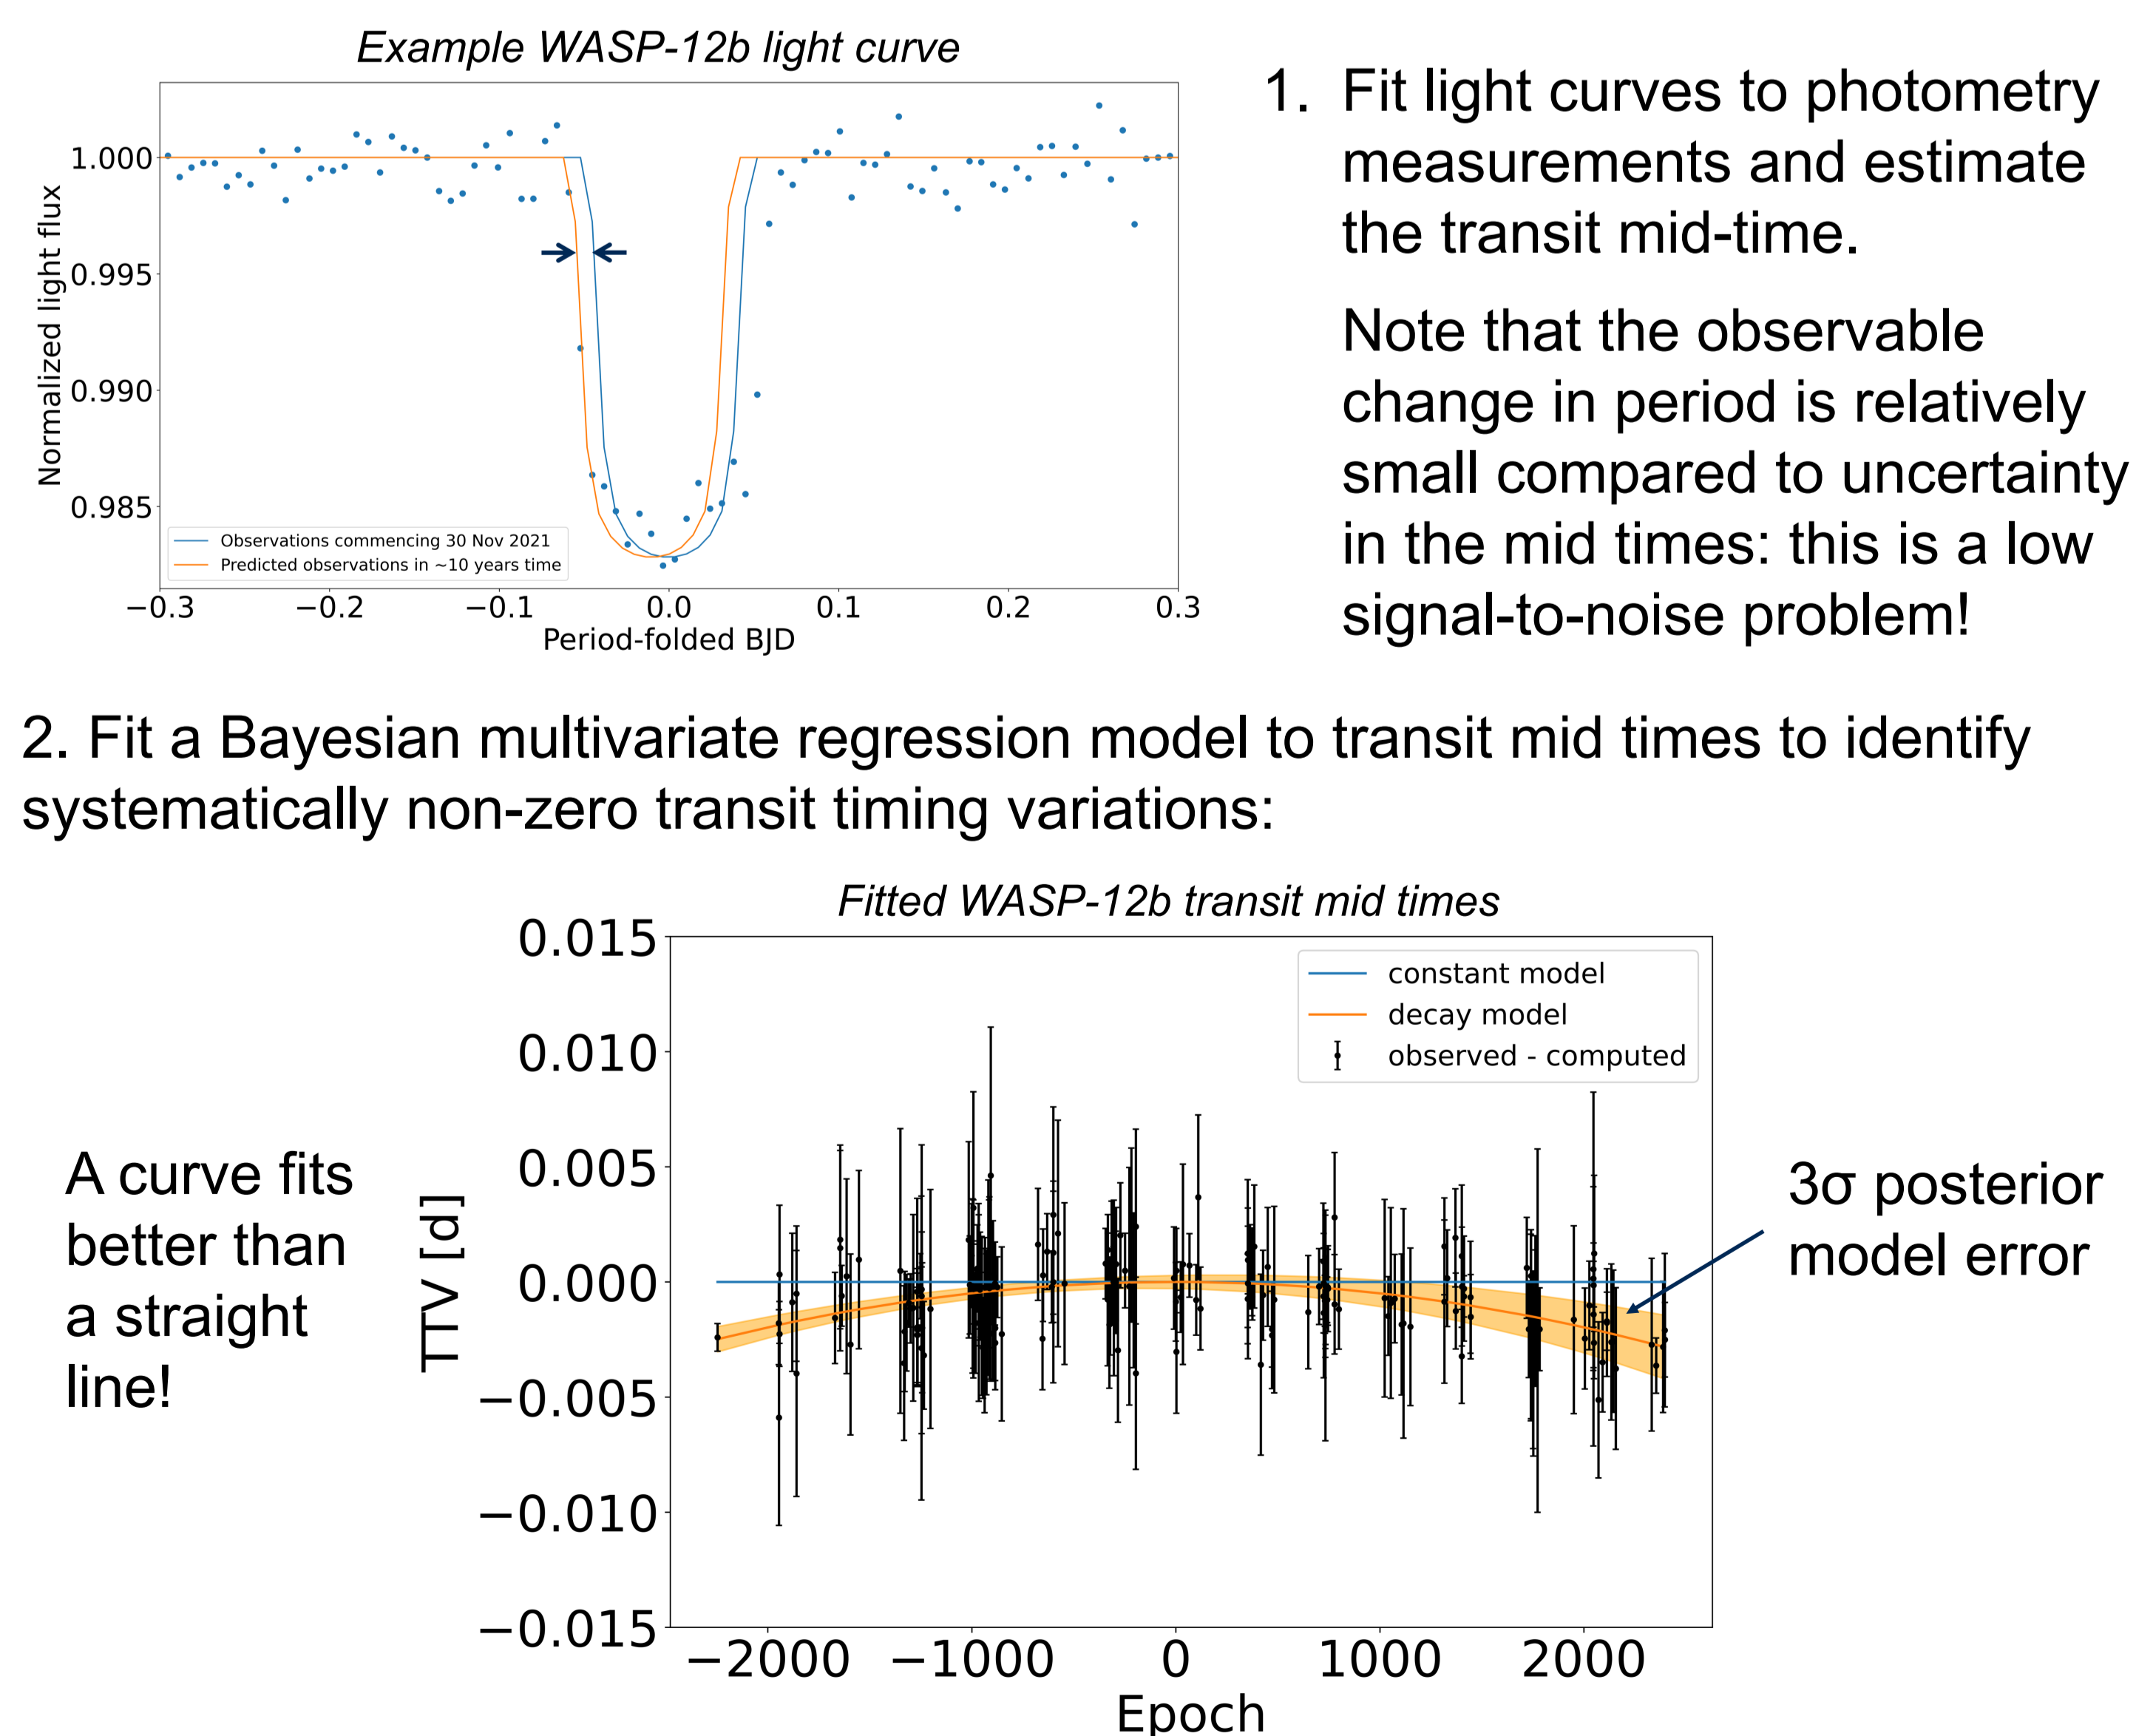 Example WASP-12b light curve
Normalized light flux
1.000
0.995
0.990
0.985
Observations commencing 30 Nov 2021
Predicted observations in ~10 years time
−0.3 −0.2 −0.1 0.0 0.1 0.2 0.3
Period-folded BJD
1. Fit light curves to photometry
measurements and estimate
the transit mid-time.
Note that the observable
change in period is relatively
small compared to uncertainty
in the mid times: this is a low
signal-to-noise problem!
2. Fit a Bayesian multivariate regression model to transit mid times to identify
systematically non-zero transit timing variations:
A curve fits
better than
a straight
line!
Fitted WASP-12b transit mid times
TTV [d]
0.015
0.010
0.005
0.000
−0.005
−0.010
−0.015
constant model
decay model
observed - computed
−2000 −1000 0 1000 2000
Epoch
3σ posterior
model error